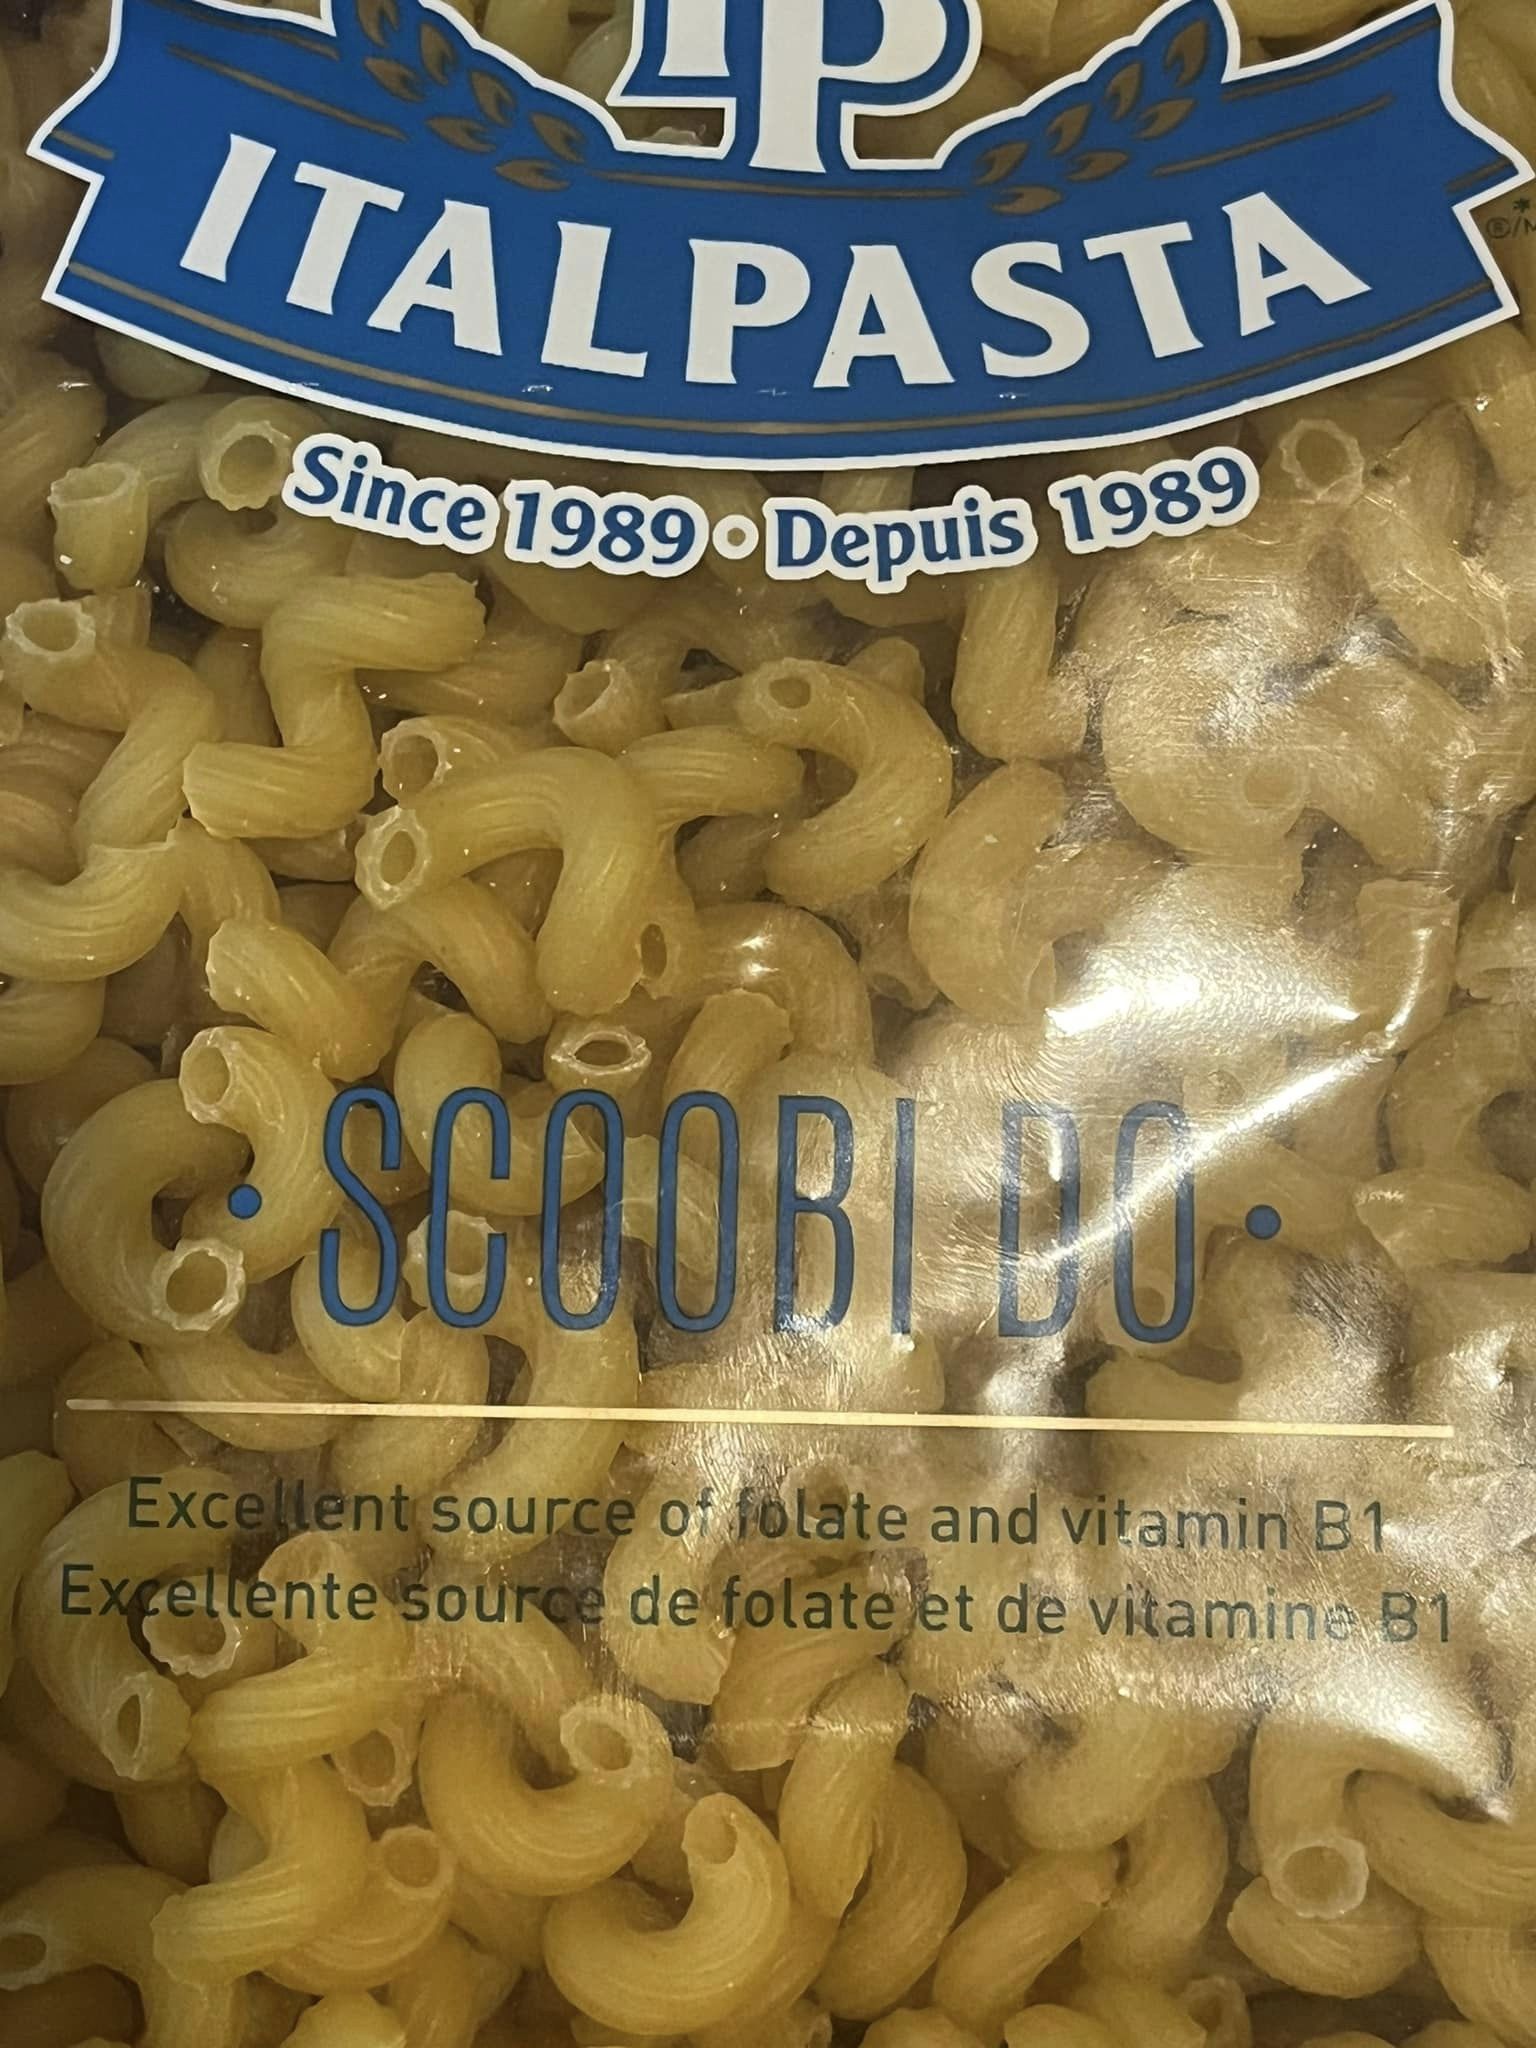 IP
ITALPASTA
Since 1989 • Depuis 1989
• SCOOBI DO •
Excellent source of folate and vitamin B1
Excellente source de folate et de vitamine B1